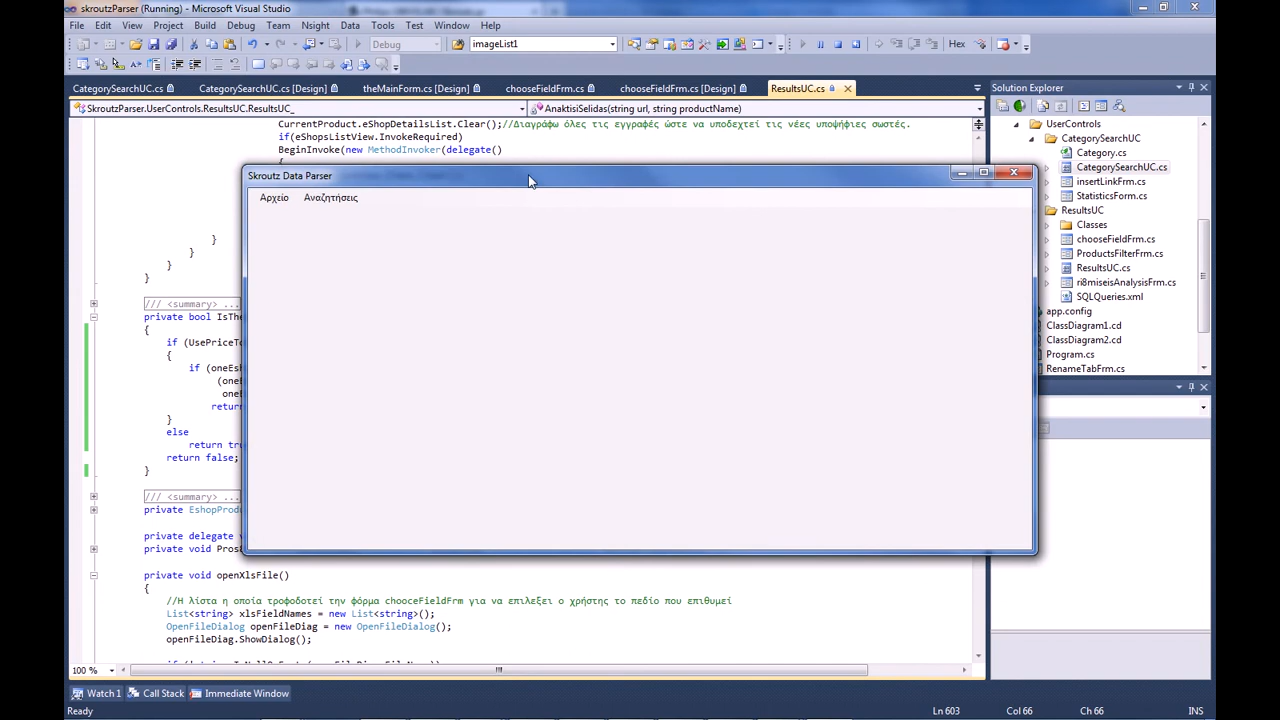 skroutzParser (Running) - Microsoft Visual Studio
File Edit View Project Build Debug Team Nsight Data Tools Test Window Help
Debug imageList1 Hex
CategorySearchUC.cs CategorySearchUC.cs [Design] theMainForm.cs [Design] chooseFieldFrm.cs chooseFieldFrm.cs [Design] ResultsUC.cs
Solution Explorer
SkroutzParser.UserControls.ResultsUC.ResultsUC_ AnaktisiSelidas(string url, string productName)
CurrentProduct.eShopDetailsList.Clear();//Διαγράφω όλες τις εγγραφές ώστε να υποδεχτεί τις νέες υποψήφιες σωστές.
if(eShopsListView.InvokeRequired)
BeginInvoke(new MethodInvoker(delegate()
{
Skroutz Data Parser
Αρχείο Αναζητήσεις
}
}
}
}
/// <summary> ...
private bool IsThe
{
if (UsePriceTo
{
if (oneEsh
(oneE
oneE
return
}
else
return tru
return false;
}
/// <summary> ...
private EshopProdu
private delegate v
private void Pros
private void openXlsFile()
{
//Η λίστα η οποία τροφοδοτεί την φόρμα chooceFieldFrm για να επιλεξει ο χρήστης το πεδίο που επιθυμεί
List<string> xlsFieldNames = new List<string>();
OpenFileDialog openFileDiag = new OpenFileDialog();
openFileDiag.ShowDialog();
UserControls
CategorySearchUC
Category.cs
CategorySearchUC.cs
insertLinkFrm.cs
StatisticsForm.cs
ResultsUC
Classes
chooseFieldFrm.cs
ProductsFilterFrm.cs
ResultsUC.cs
ri8miseisAnalysisFrm.cs
SQLQueries.xml
app.config
ClassDiagram1.cd
ClassDiagram2.cd
Program.cs
RenameTabFrm.cs
100 %
Watch 1 Call Stack Immediate Window
Ready Ln 603 Col 66 Ch 66 INS